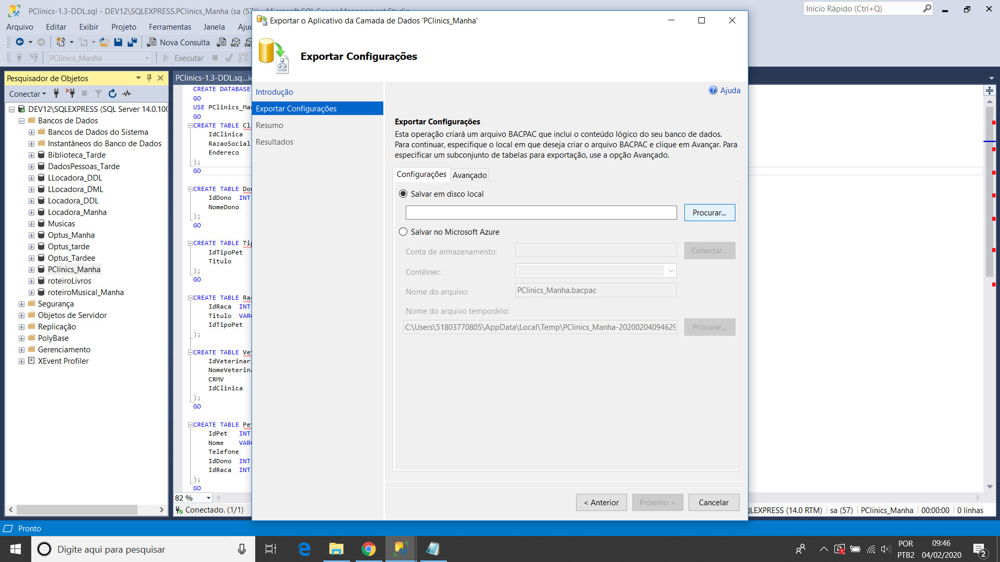 PClinics-1.3-DDL.sql - DEV12\SQLEXPRESS.PClinics_Manha (sa (57)) - Microsoft SQL Server Management Studio
Início Rápido (Ctrl+Q)
Arquivo Editar Exibir Projeto Ferramentas Janela
Nova Consulta
MDX
PClinics_Manha
Executar
Pesquisador de Objetos
Conectar
DEV12\SQLEXPRESS (SQL Server 14.0.100
Bancos de Dados
Bancos de Dados do Sistema
Instantâneos do Banco de Dados
Biblioteca_Tarde
DadosPessoas_Tarde
LLocadora_DDL
LLocadora_DML
Locadora_DDL
Locadora_Manha
Musicas
Optus_Manha
Optus_tarde
Optus_Tardee
PClinics_Manha
roteiroLivros
roteiroMusical_Manha
Segurança
Objetos de Servidor
Replicação
PolyBase
Gerenciamento
XEvent Profiler
PClinics-1.3-DDL.sq...
CREATE DATABASE
GO
USE PClinics_Ma
GO
CREATE TABLE Cl
IdClinica
RazaoSocial
Endereco
);
GO
CREATE TABLE Do
IdDono INT
NomeDono
);
GO
CREATE TABLE Tip
IdTipoPet
Titulo
);
GO
CREATE TABLE Ra
IdRaca INT
Titulo VAR
IdTipoPet
);
CREATE TABLE Ve
IdVeterinar
NomeVeterin
CRMV
IdClinica
);
GO
CREATE TABLE Pe
IdPet INT
Nome VAR
Telefone
IdDono INT
IdRaca INT
);
GO
82 %
Conectado. (1/1)
Exportar o Aplicativo da Camada de Dados 'PClinics_Manha'
Exportar Configurações
Introdução
Exportar Configurações
Resumo
Resultados
Ajuda
Exportar Configurações
Esta operação criará um arquivo BACPAC que inclui o conteúdo lógico do seu banco de dados.
Para continuar, especifique o local em que deseja criar o arquivo BACPAC e clique em Avançar. Para
especificar um subconjunto de tabelas para exportação, use a opção Avançado.
Configurações Avançado
Salvar em disco local
Procurar...
Salvar no Microsoft Azure
Conta de armazenamento:
Conectar...
Contêiner:
Nome do arquivo:
PClinics_Manha.bacpac
Nome do arquivo temporário:
C:\Users\51803770805\AppData\Local\Temp\PClinics_Manha-20200204094629
Procurar...
< Anterior
Próximo >
Cancelar
QLEXPRESS (14.0 RTM) sa (57) PClinics_Manha 00:00:00 0 linhas
Pronto
Digite aqui para pesquisar
POR
PTB2
09:46
04/02/2020
2